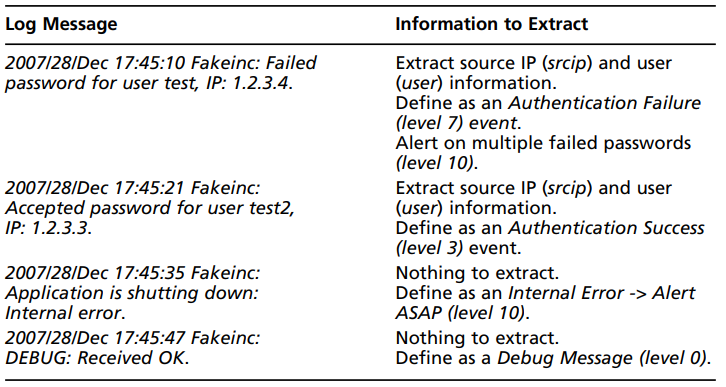 Log Message Information to Extract
2007/28/Dec 17:45:10 Fakeinc: Failed Extract source IP (srcip) and user
password for user test, IP: 1.2.3.4. (user) information.
Define as an Authentication Failure
(level 7) event.
Alert on multiple failed passwords
(level 10).
2007/28/Dec 17:45:21 Fakeinc: Extract source IP (srcip) and user
Accepted password for user test2, (user) information.
IP: 1.2.3.3. Define as an Authentication Success
(level 3) event.
2007/28/Dec 17:45:35 Fakeinc: Nothing to extract.
Application is shutting down: Define as an Internal Error -> Alert
Internal error. ASAP (level 10).
2007/28/Dec 17:45:47 Fakeinc: Nothing to extract.
DEBUG: Received OK. Define as a Debug Message (level 0).